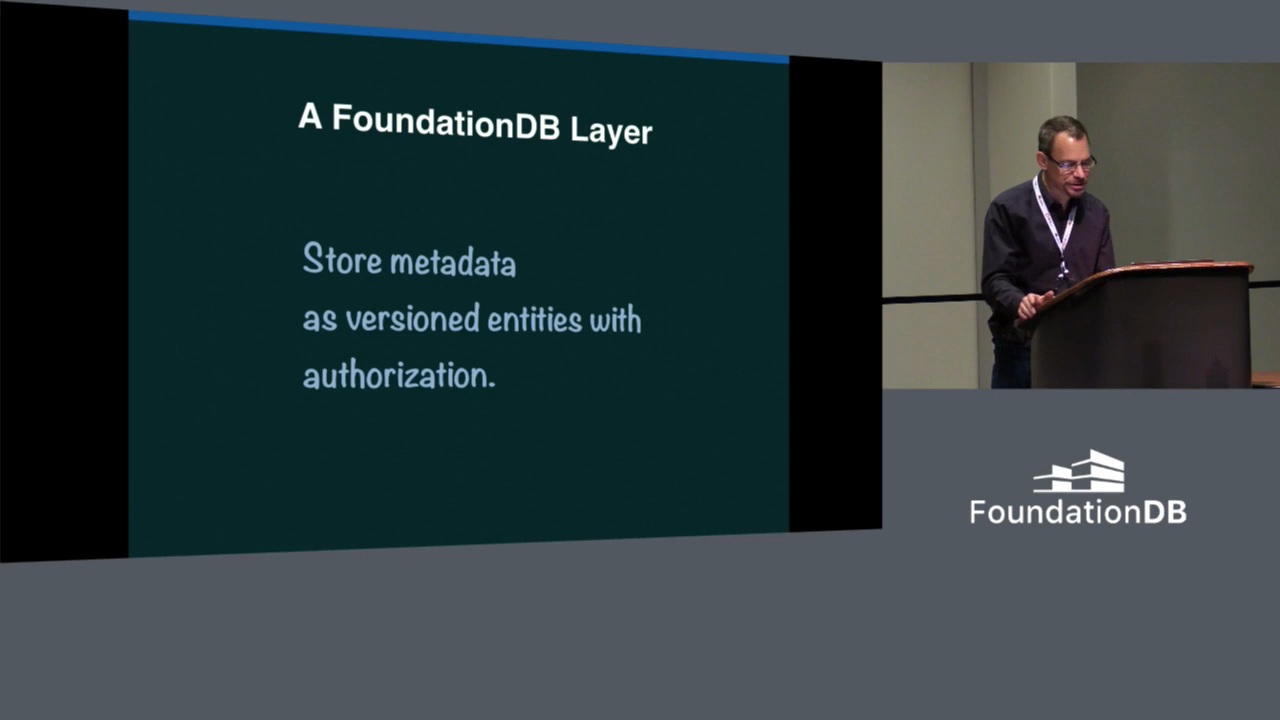 A FoundationDB Layer
Store metadata
as versioned entities with
authorization.
FoundationDB